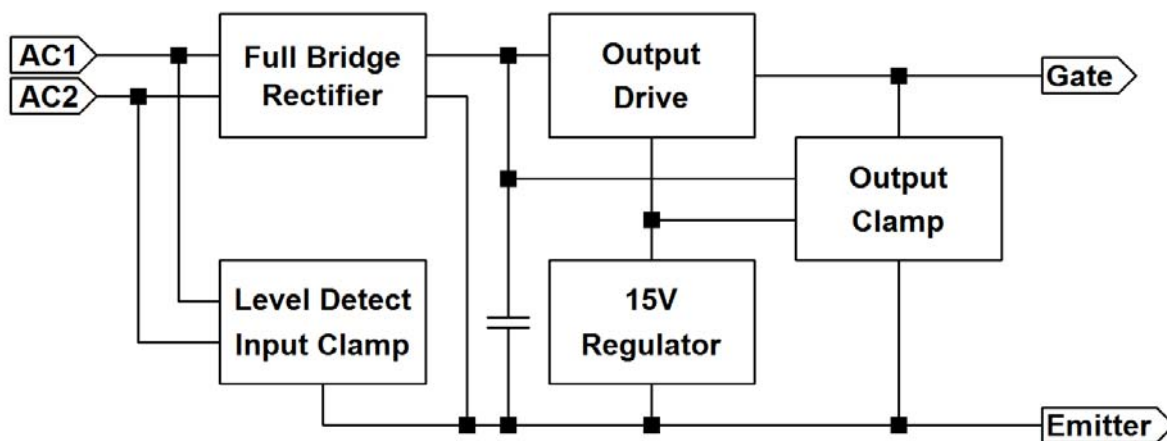 AC1
AC2
Full Bridge
Rectifier
Output
Drive
Gate
Output
Clamp
Level Detect
Input Clamp
15V
Regulator
Emitter